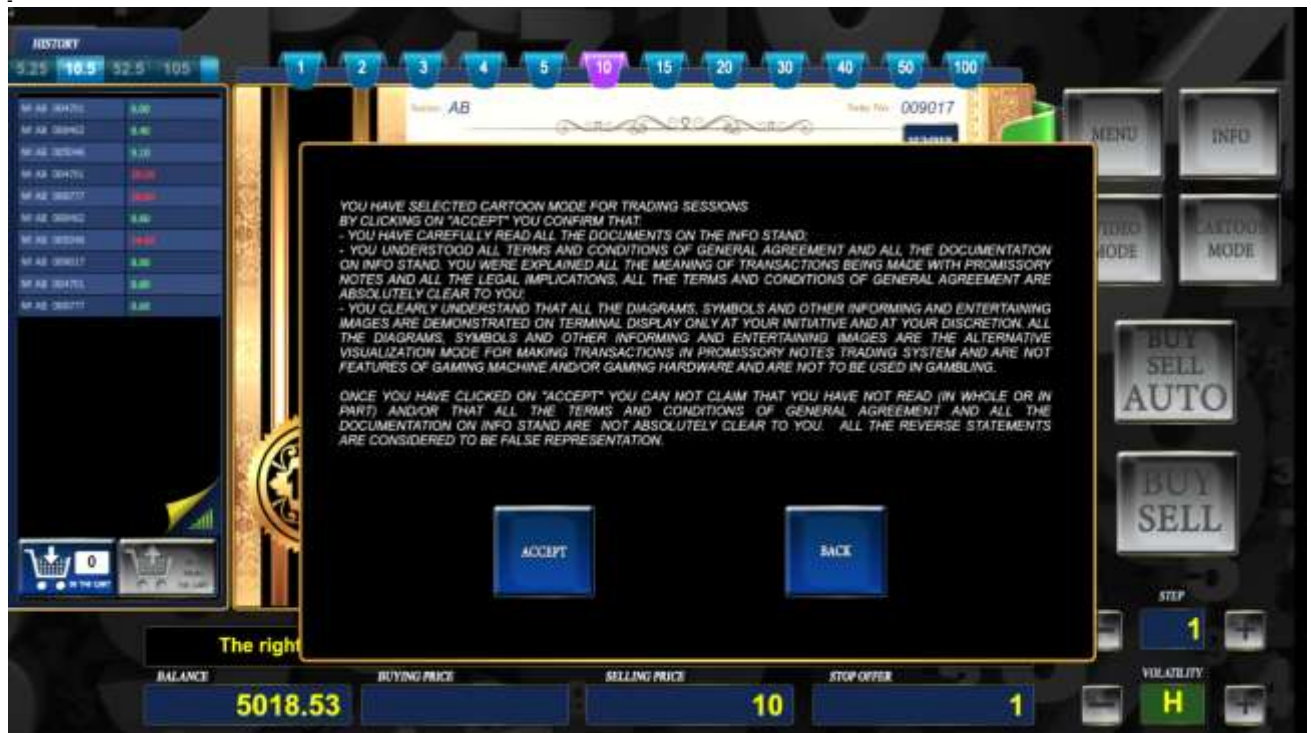 HISTORY
5.25 10.5 52.5 105
1 2 3 4 5 10 15 20 30 40 50 100
AB
009017
MENU
INFO
MODE
CARTOON
MODE
YOU HAVE SELECTED CARTOON MODE FOR TRADING SESSIONS
BY CLICKING ON "ACCEPT" YOU CONFIRM THAT:
- YOU HAVE CAREFULLY READ ALL THE DOCUMENTS ON THE INFO STAND;
- YOU UNDERSTOOD ALL TERMS AND CONDITIONS OF GENERAL AGREEMENT AND ALL THE DOCUMENTATION
ON INFO STAND. YOU WERE EXPLAINED ALL THE MEANING OF TRANSACTIONS BEING MADE WITH PROMISSORY
NOTES AND ALL THE LEGAL IMPLICATIONS, ALL THE TERMS AND CONDITIONS OF GENERAL AGREEMENT ARE
ABSOLUTELY CLEAR TO YOU;
- YOU CLEARLY UNDERSTAND THAT ALL THE DIAGRAMS, SYMBOLS AND OTHER INFORMING AND ENTERTAINING
IMAGES ARE DEMONSTRATED ON TERMINAL DISPLAY ONLY AT YOUR INITIATIVE AND AT YOUR DISCRETION. ALL
THE DIAGRAMS, SYMBOLS AND OTHER INFORMING AND ENTERTAINING IMAGES ARE THE ALTERNATIVE
VISUALIZATION MODE FOR MAKING TRANSACTIONS IN PROMISSORY NOTES TRADING SYSTEM AND ARE NOT
FEATURES OF GAMING MACHINE AND/OR GAMING HARDWARE AND ARE NOT TO BE USED IN GAMBLING.
ONCE YOU HAVE CLICKED ON "ACCEPT" YOU CAN NOT CLAIM THAT YOU HAVE NOT READ (IN WHOLE OR IN
PART) AND/OR THAT ALL THE TERMS AND CONDITIONS OF GENERAL AGREEMENT AND ALL THE
DOCUMENTATION ON INFO STAND ARE NOT ABSOLUTELY CLEAR TO YOU. ALL THE REVERSE STATEMENTS
ARE CONSIDERED TO BE FALSE REPRESENTATION.
ACCEPT
BACK
BUY
SELL
AUTO
BUY
SELL
0
IN THE CART
STEP
1
The right
BALANCE
BUYING PRICE
SELLING PRICE
STOP OFFER
VOLATILITY
5018.53
10
1
H